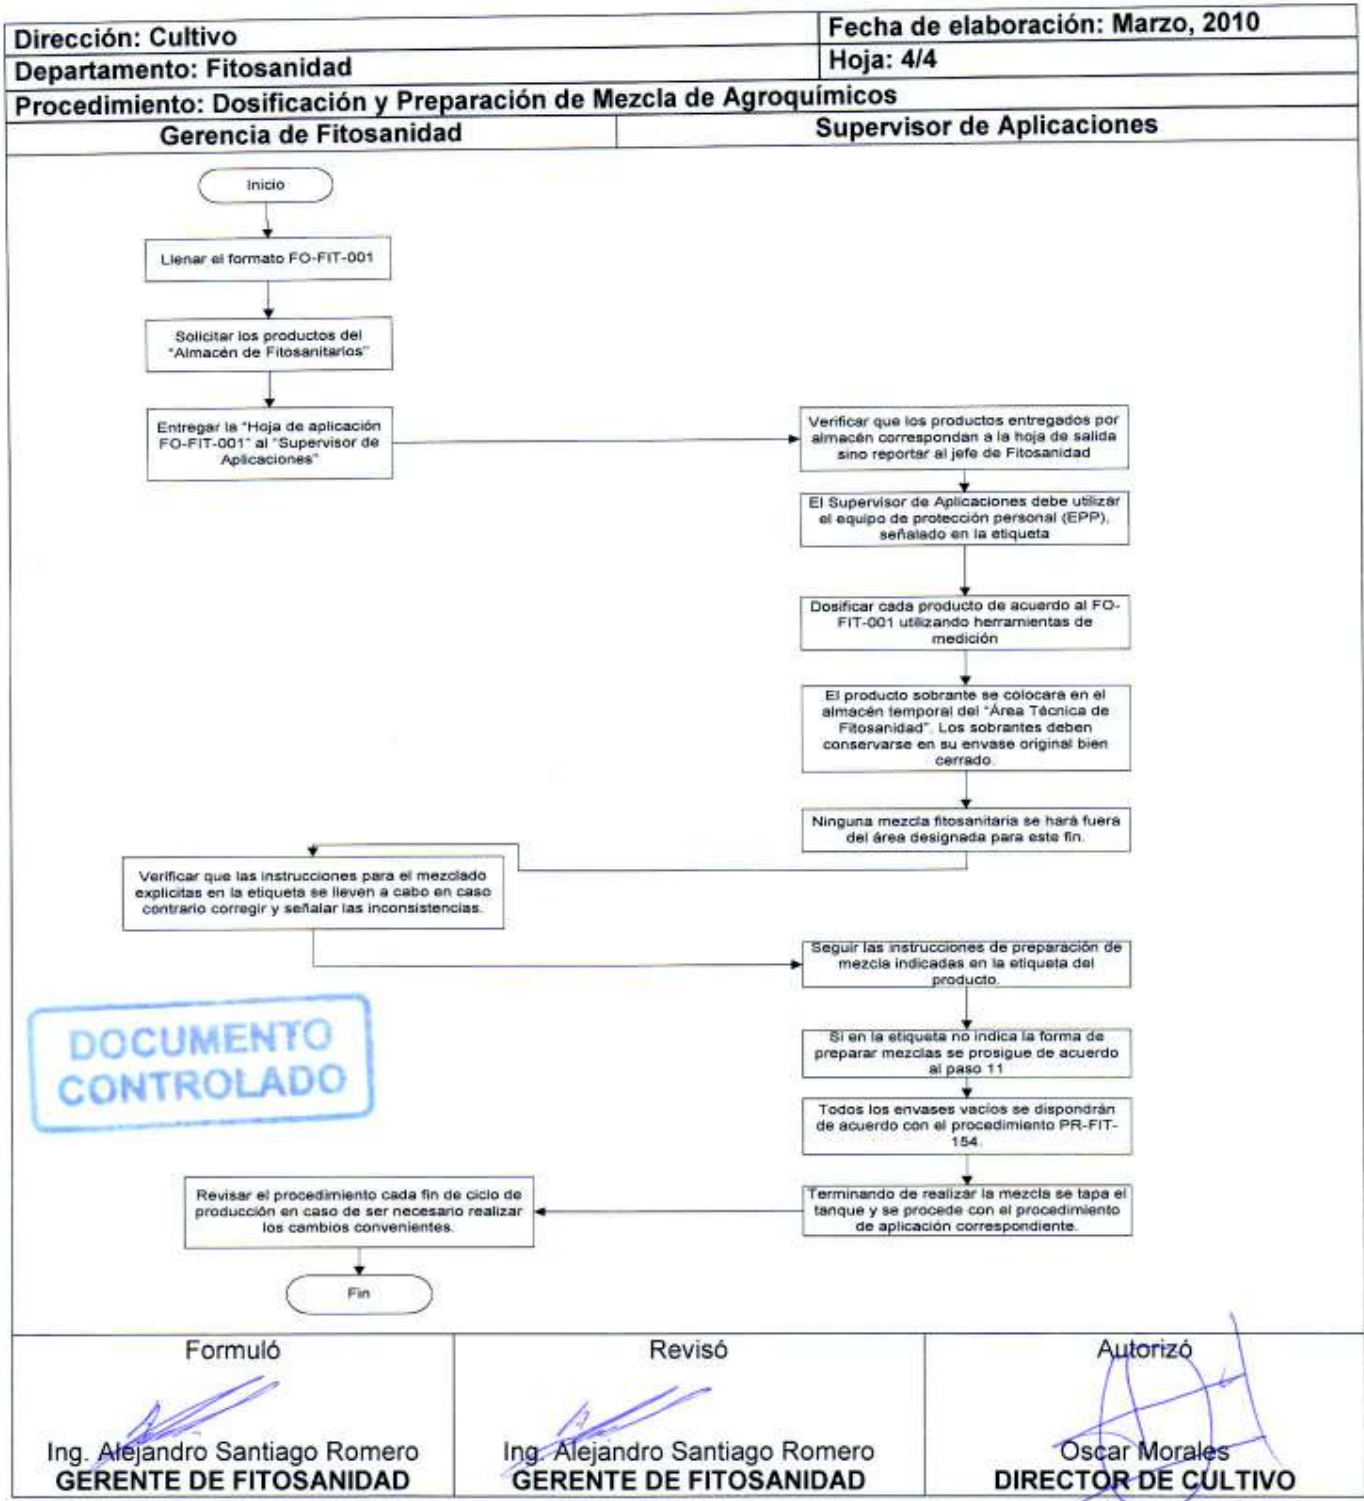 Dirección: Cultivo
Fecha de elaboración: Marzo, 2010
Departamento: Fitosanidad
Hoja: 4/4
Procedimiento: Dosificación y Preparación de Mezcla de Agroquímicos
Gerencia de Fitosanidad
Supervisor de Aplicaciones
Inicio
Llenar el formato FO-FIT-001
Solicitar los productos del
"Almacén de Fitosanitarios"
Entregar la "Hoja de aplicación
FO-FIT-001" al "Supervisor de
Aplicaciones"
Verificar que los productos entregados por
almacén correspondan a la hoja de salida
sino reportar al jefe de Fitosanidad
El Supervisor de Aplicaciones debe utilizar
el equipo de protección personal (EPP),
señalado en la etiqueta
Dosificar cada producto de acuerdo al FO-
FIT-001 utilizando herramientas de
medición
El producto sobrante se colocara en el
almacén temporal del "Área Técnica de
Fitosanidad". Los sobrantes deben
conservarse en su envase original bien
cerrado.
Ninguna mezcla fitosanitaria se hará fuera
del área designada para este fin.
Verificar que las instrucciones para el mezclado
explicitas en la etiqueta se lleven a cabo en caso
contrario corregir y señalar las inconsistencias.
Seguir las instrucciones de preparación de
mezcla indicadas en la etiqueta del
producto.
Si en la etiqueta no indica la forma de
preparar mezclas se prosigue de acuerdo
al paso 11
DOCUMENTO
CONTROLADO
Todos los envases vacíos se dispondrán
de acuerdo con el procedimiento PR-FIT-
154.
Terminando de realizar la mezcla se tapa el
tanque y se procede con el procedimiento
de aplicación correspondiente.
Revisar el procedimiento cada fin de ciclo de
producción en caso de ser necesario realizar
los cambios convenientes.
Fin
Formuló
Ing. Alejandro Santiago Romero
GERENTE DE FITOSANIDAD
Revisó
Ing. Alejandro Santiago Romero
GERENTE DE FITOSANIDAD
Autorizó
Oscar Morales
DIRECTOR DE CULTIVO